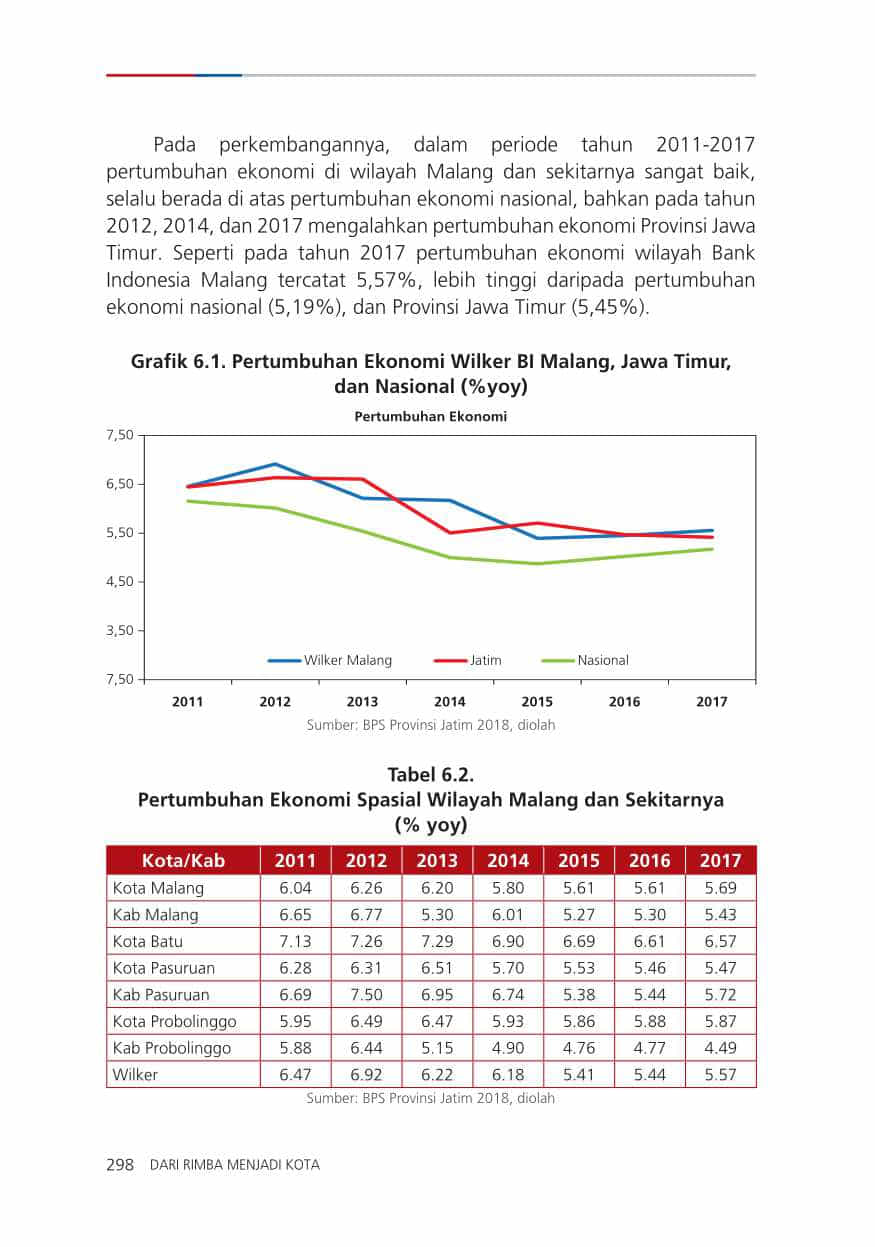 Pada perkembangannya, dalam periode tahun 2011-2017
pertumbuhan ekonomi di wilayah Malang dan sekitarnya sangat baik,
selalu berada di atas pertumbuhan ekonomi nasional, bahkan pada tahun
2012, 2014, dan 2017 mengalahkan pertumbuhan ekonomi Provinsi Jawa
Timur. Seperti pada tahun 2017 pertumbuhan ekonomi wilayah Bank
Indonesia Malang tercatat 5,57%, lebih tinggi daripada pertumbuhan
ekonomi nasional (5,19%), dan Provinsi Jawa Timur (5,45%).
Grafik 6.1. Pertumbuhan Ekonomi Wilker BI Malang, Jawa Timur,
dan Nasional (%yoy)
Pertumbuhan Ekonomi
7,50
6,50
5,50
4,50
3,50
Wilker Malang Jatim Nasional
7,50
2011 2012 2013 2014 2015 2016 2017
Sumber: BPS Provinsi Jatim 2018, diolah
Tabel 6.2.
Pertumbuhan Ekonomi Spasial Wilayah Malang dan Sekitarnya
(% yoy)
Kota/Kab 2011 2012 2013 2014 2015 2016 2017
Kota Malang 6.04 6.26 6.20 5.80 5.61 5.61 5.69
Kab Malang 6.65 6.77 5.30 6.01 5.27 5.30 5.43
Kota Batu 7.13 7.26 7.29 6.90 6.69 6.61 6,57
Kota Pasuruan 6.28 6.31 6.51 5.70 5.53 5.46 5.47
Kab Pasuruan 6.69 7.50 6.95 6.74 5.38 5.44 5.72
Kota Probolinggo 5.95 6.49 6.47 5.93 5.86 5.88 5.87
Kab Probolinggo 5.88 6.44 5.15 4.90 4.76 4.77 4.49
Wilker 6.47 6.92 6.22 6.18 5.41 5.44 5.57
Sumber: BPS Provinsi Jatim 2018, diolah
298 DARI RIMBA MENJADI KOTA